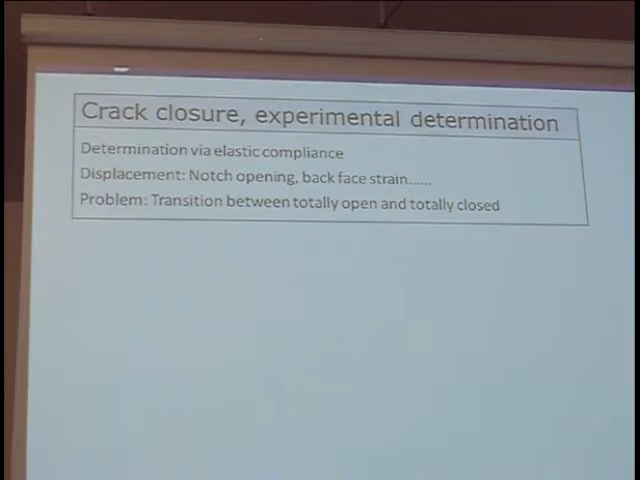 Crack closure, experimental determination
Determination via elastic compliance
Displacement: Notch opening, back face strain......
Problem: Transition between totally open and totally closed